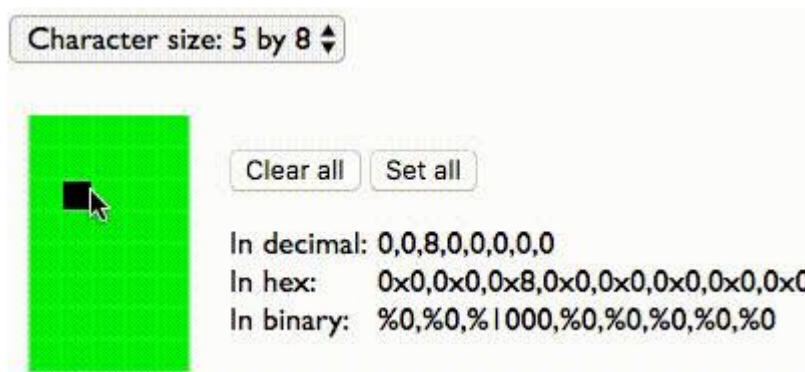 Character size: 5 by 8
Clear all Set all
In decimal: 0,0,8,0,0,0,0,0
In hex: 0x0,0x0,0x8,0x0,0x0,0x0,0x0,0x0
In binary: %0,%0,%1000,%0,%0,%0,%0,%0